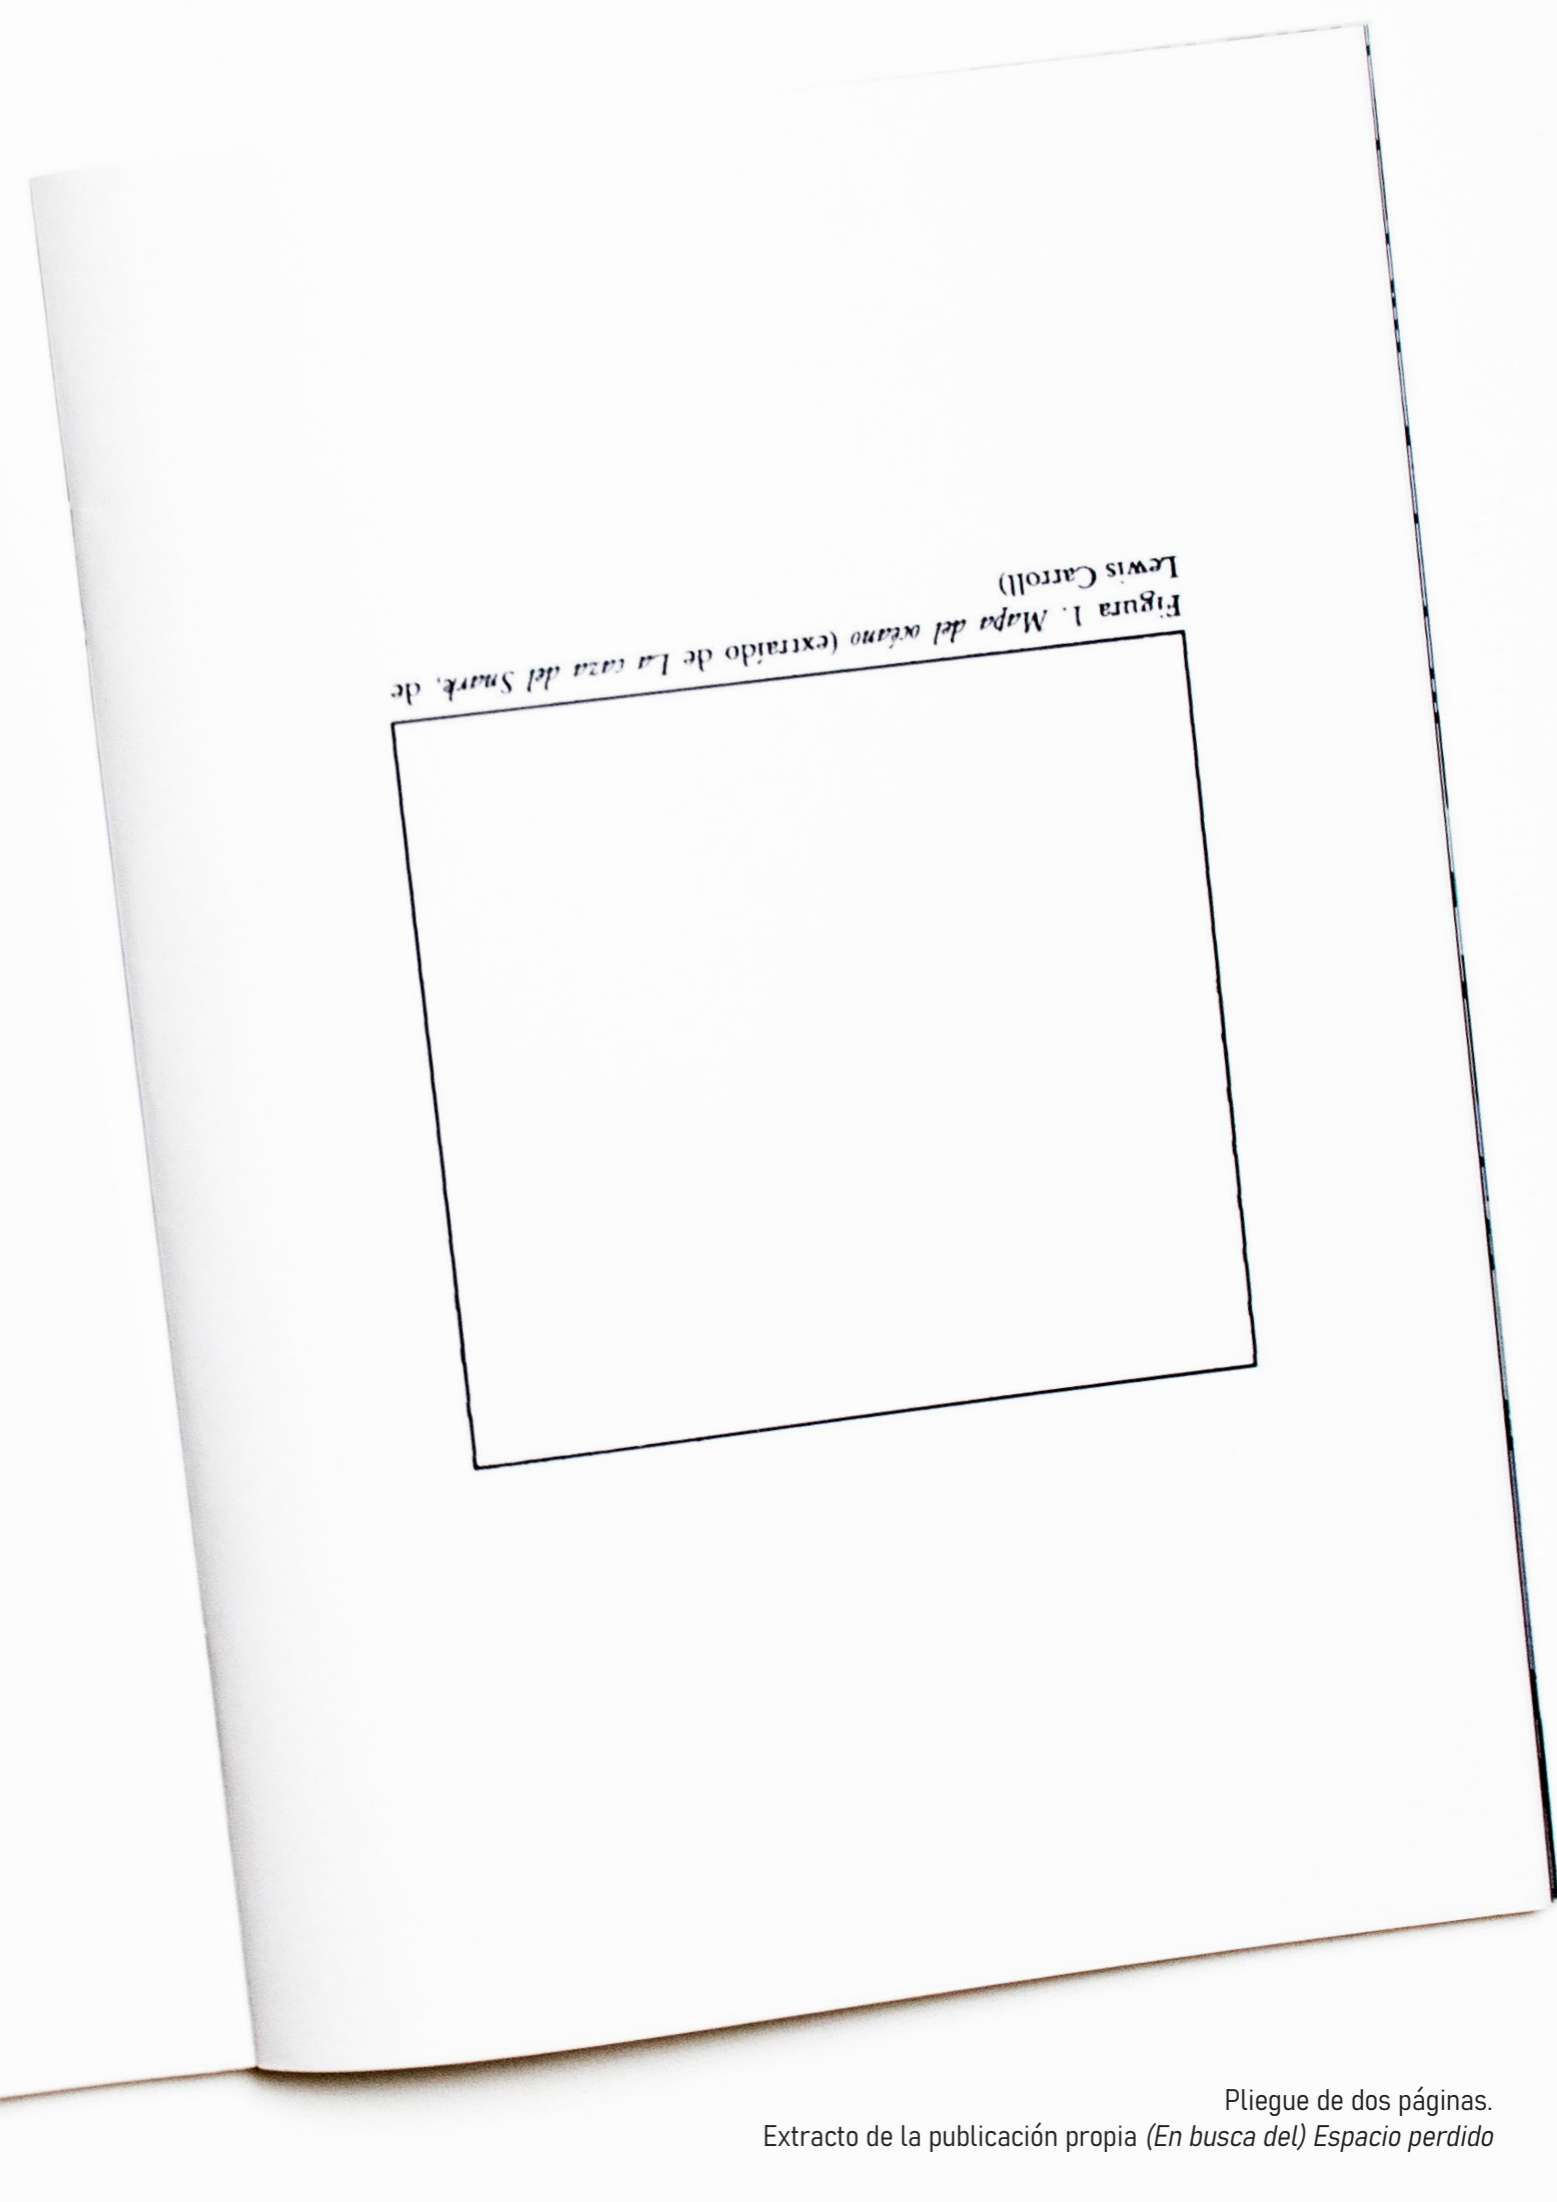 Figura 1. Mapa del océano (extraído de La caza del Snark, de
Lewis Carroll)
Pliegue de dos páginas.
Extracto de la publicación propia (En busca del) Espacio perdido